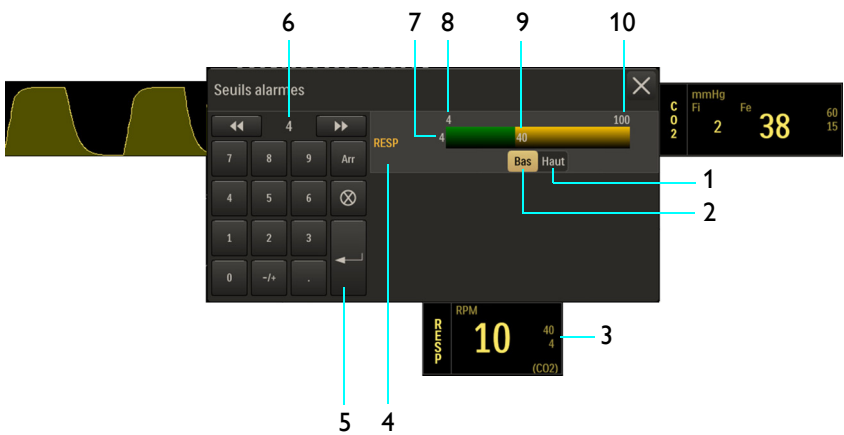 6 7 8 9 10
Seuils alarmes
4
7 8 9 Arr
4 5 6
1 2 3
0 -/+ .
RESP
4 100
4 40
Bas Haut
1
2
CO2
mmHg
Fi Fe
2 38
60
15
RESP
RPM
10
40
4
(CO2)
3
5 4